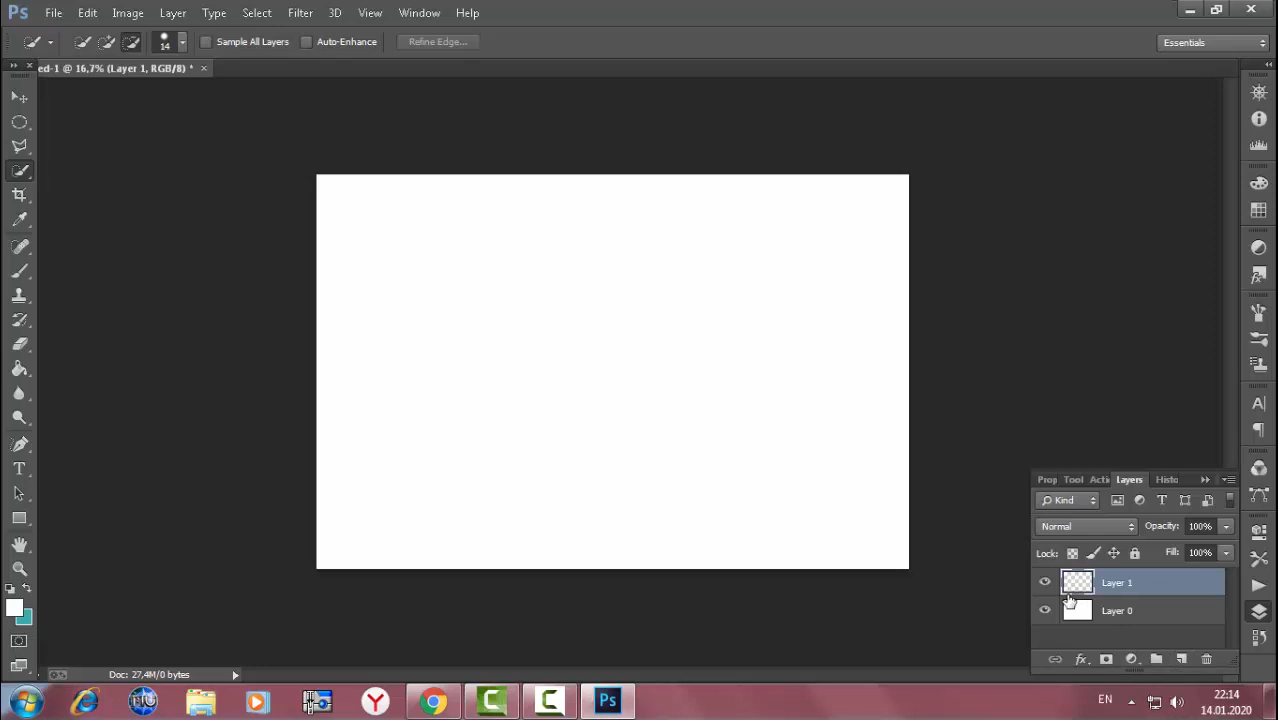 Ps File Edit Image Layer Type Select Filter 3D View Window Help
14 Sample All Layers Auto-Enhance Refine Edge... Essentials
ed-1 @ 16,7% (Layer 1, RGB/8) *
Prop Tool Acti Layers Histo
Kind
Normal Opacity: 100%
Lock: Fill: 100%
Layer 1
Layer 0
Doc: 27,4M/0 bytes
Ps
EN 22:14
14.01.2020